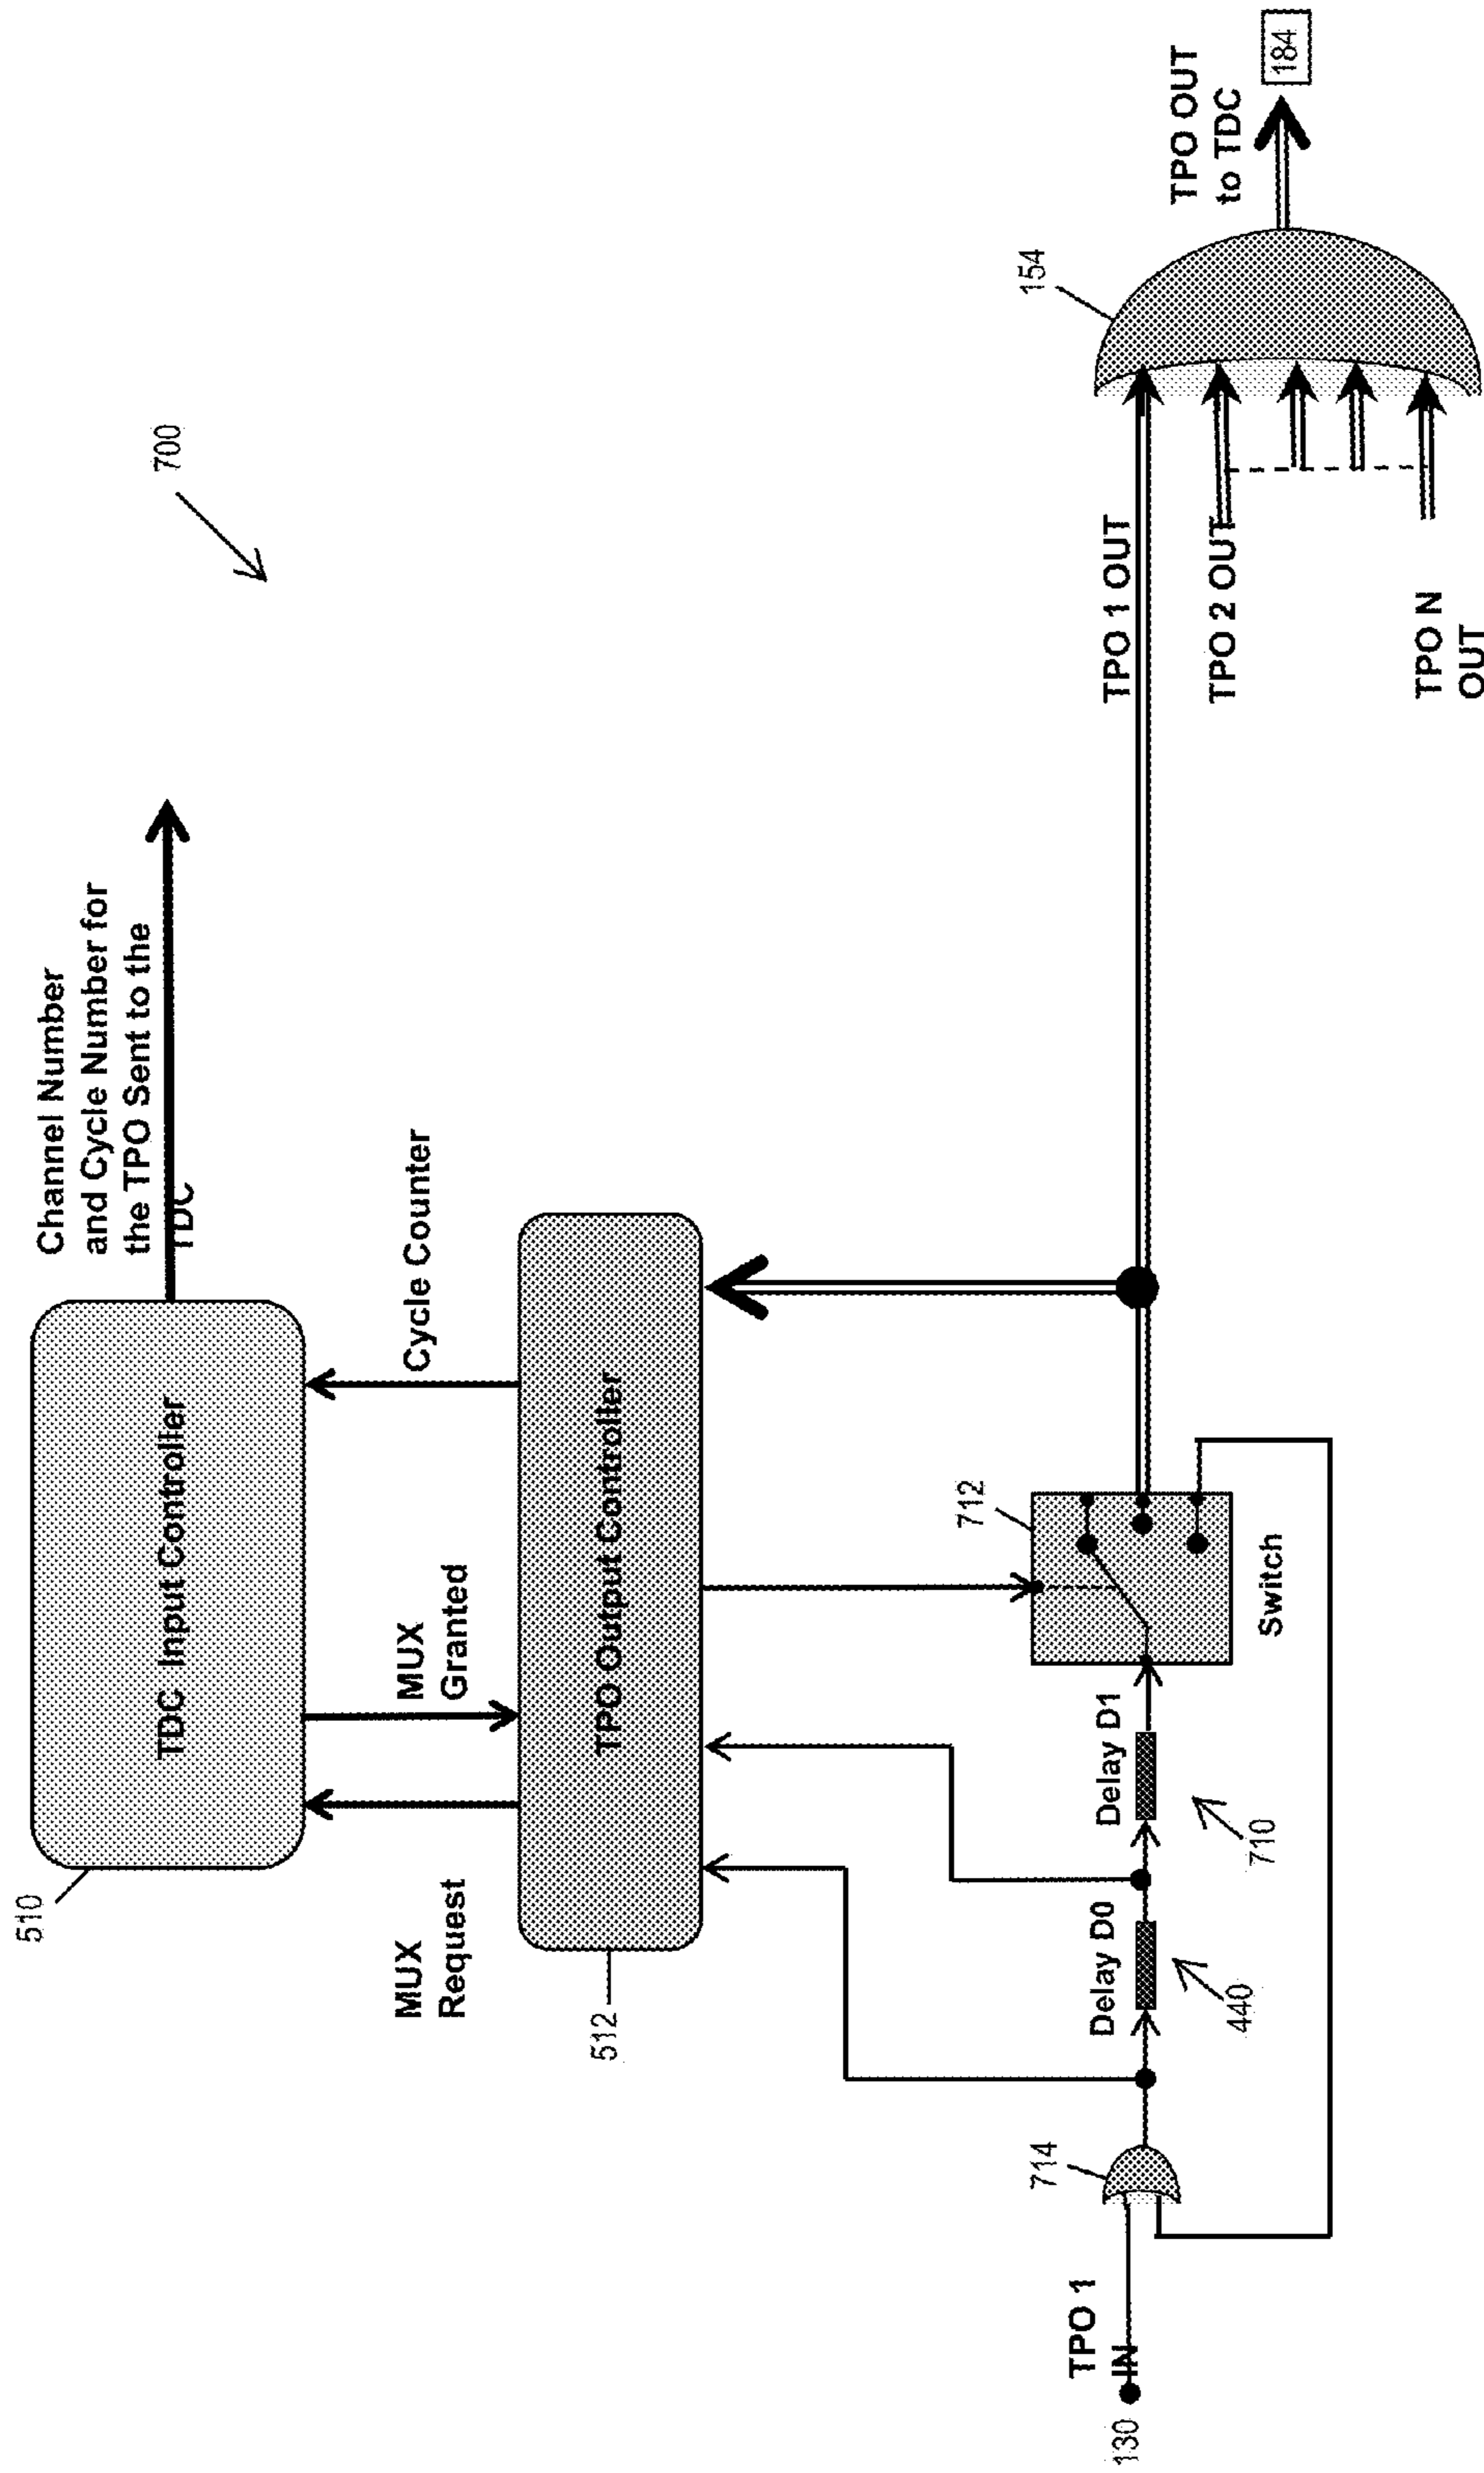 700
Channel Number
and Cycle Number for
the TPO Sent to the
TDC
510
TDC Input Controller
MUX
Request
MUX
Granted
Cycle Counter
512
TPO Output Controller
TPO 1
IN
130
714
Delay D0
440
Delay D1
710
712
Switch
TPO 1 OUT
TPO 2 OUT
TPO N
OUT
154
TPO OUT
to TDC
184